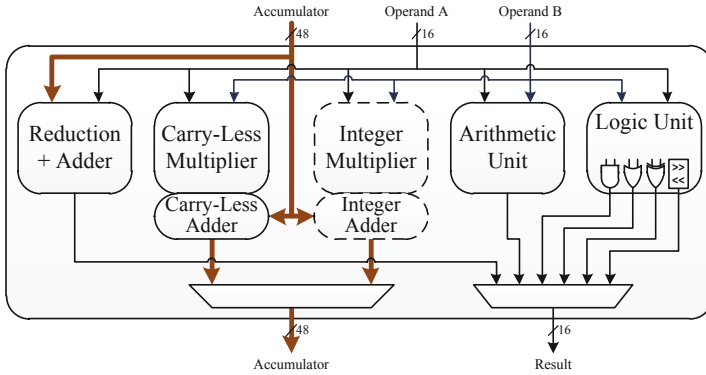 Accumulator
Operand A
Operand B
48
16
16
Reduction
+ Adder
Carry-Less
Multiplier
Integer
Multiplier
Arithmetic
Unit
Logic Unit
>>
<<
Carry-Less
Adder
Integer
Adder
48
16
Accumulator
Result